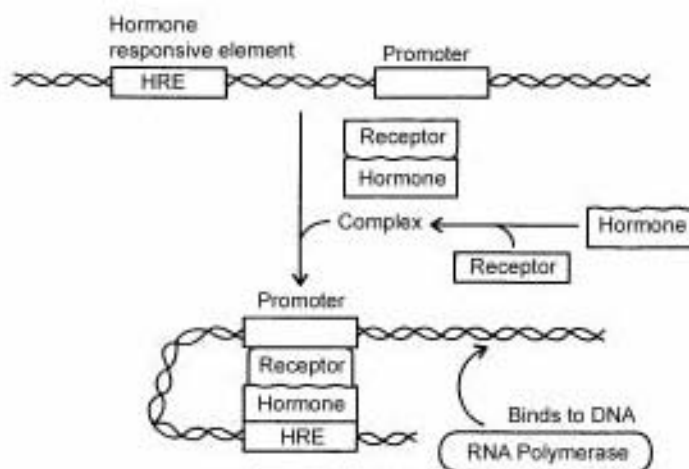 Hormone
responsive element
Promoter
HRE
Receptor
Hormone
Complex
Hormone
Receptor
Promoter
Receptor
Hormone
HRE
Binds to DNA
RNA Polymerase